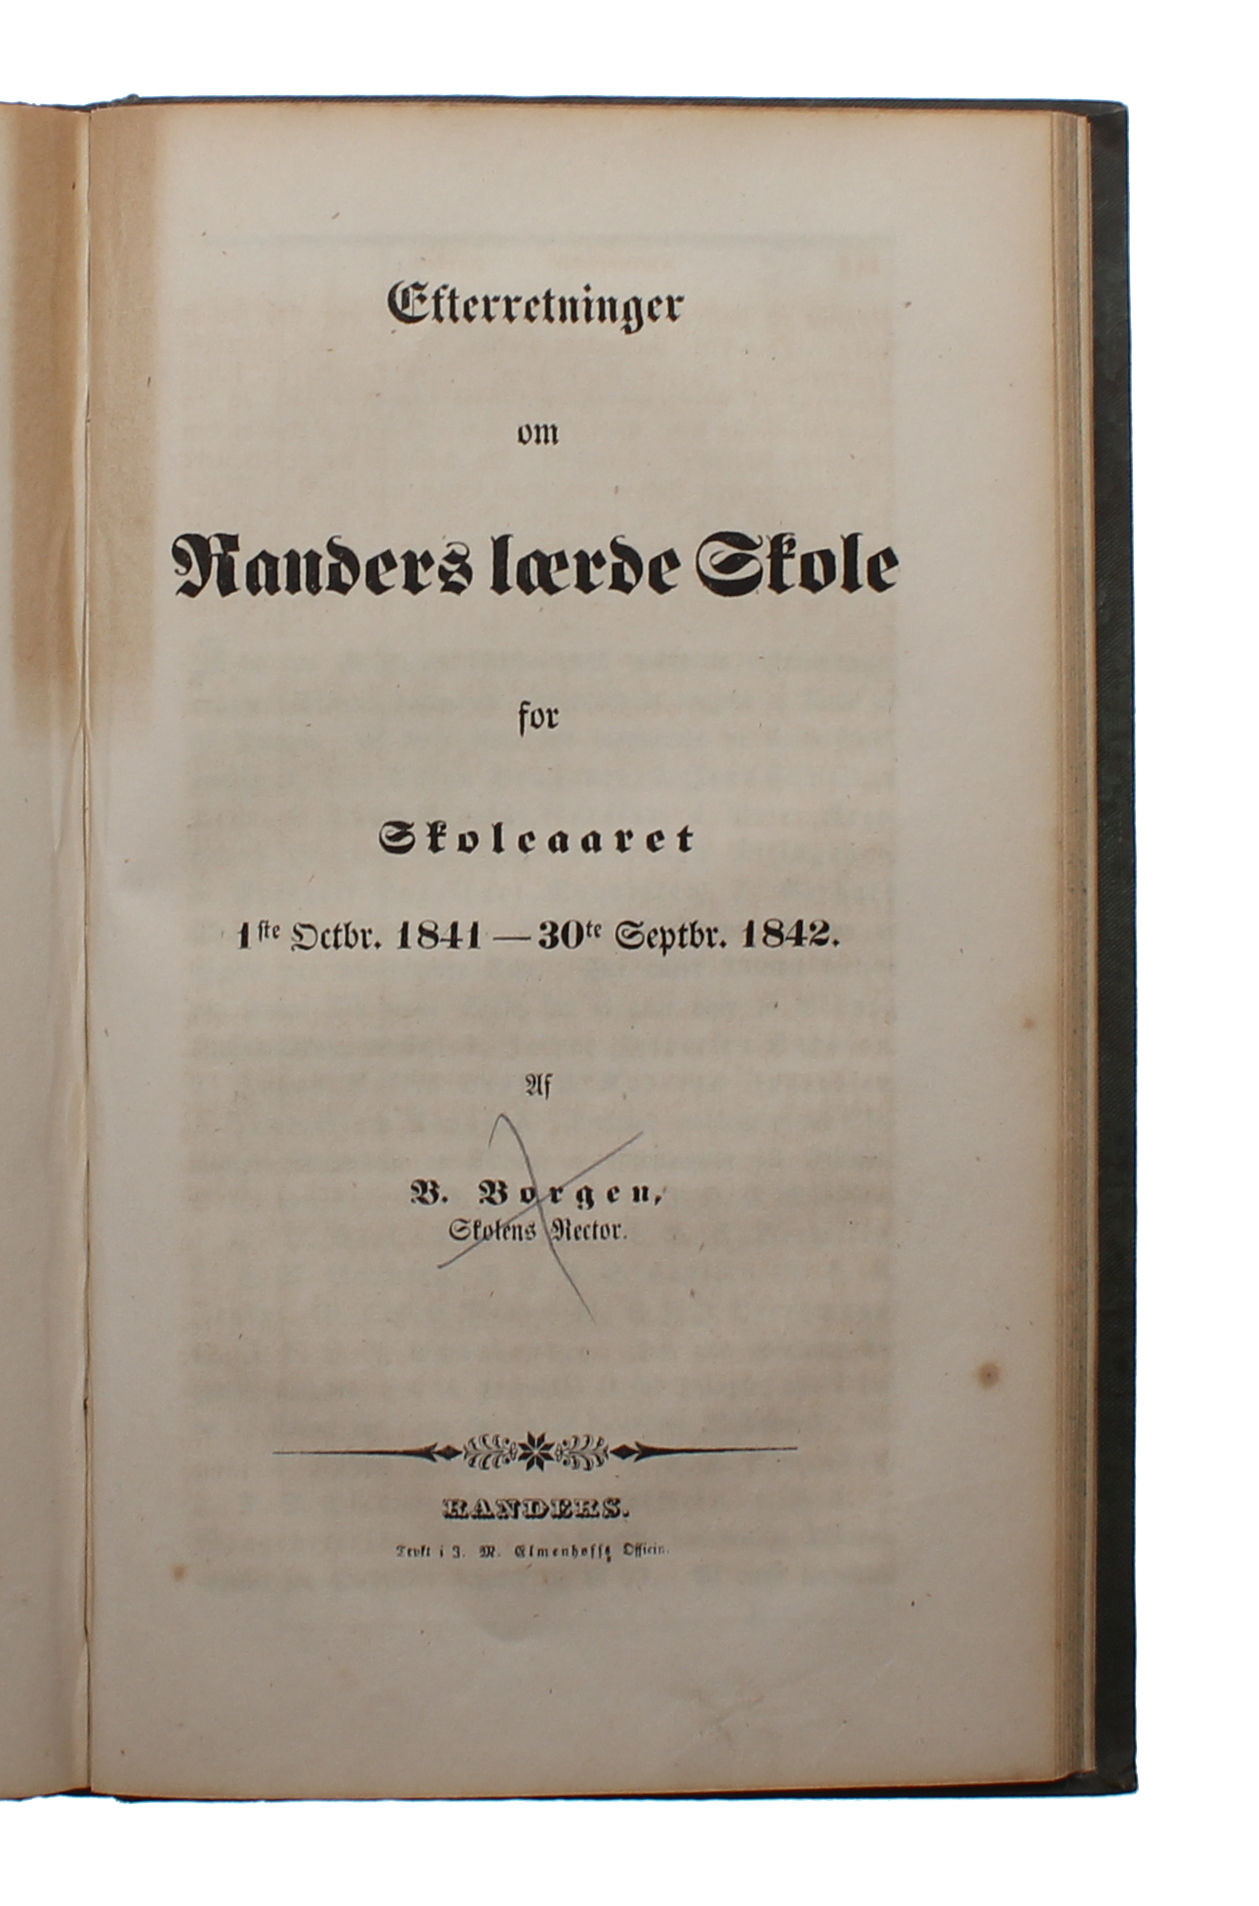 Efterretninger
om
Randers lærde Skole
for
Skoleaaret
1ste Octbr. 1841 — 30te Septbr. 1842.
Af
V. Borgen,
Skolens Rector.
RANDERS.
Trykt i J. M. Elmenhoffs Officin.